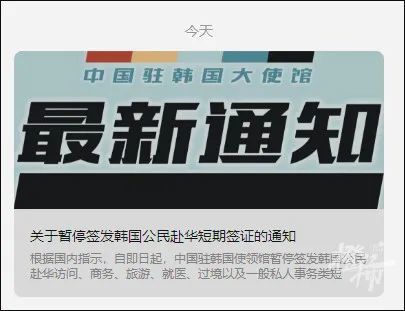 今天
中国驻韩国大使馆
最新通知
关于暂停签发韩国公民赴华短期签证的通知
根据国内指示，自即日起，中国驻韩国使领馆暂停签发韩国公民
赴华访问、商务、旅游、就医、过境以及一般私人事务类短